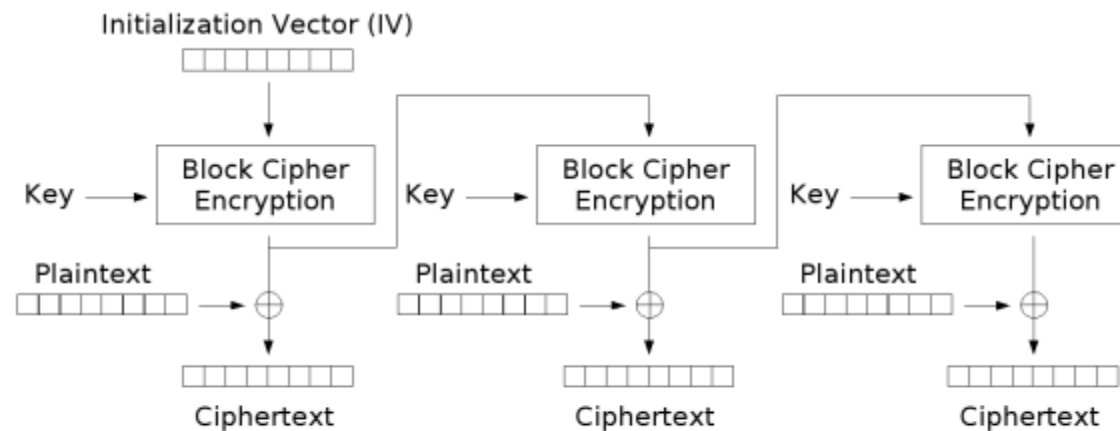 Initialization Vector (IV)
Block Cipher
Encryption
Block Cipher
Encryption
Block Cipher
Encryption
Key
Key
Key
Plaintext
Plaintext
Plaintext
Ciphertext
Ciphertext
Ciphertext